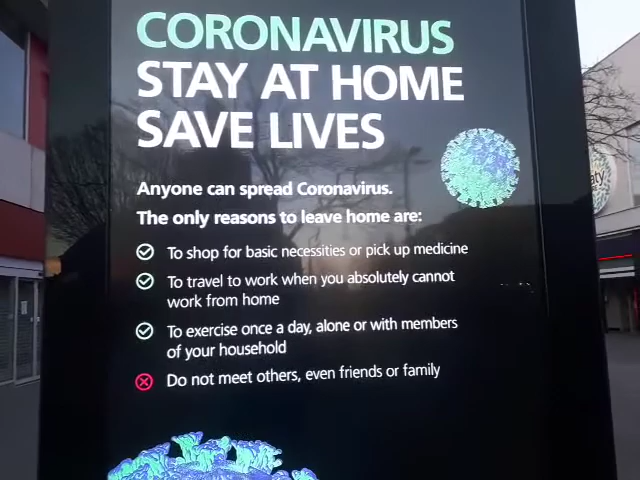 CORONAVIRUS
STAY AT HOME
SAVE LIVES
Anyone can spread Coronavirus.
The only reasons to leave home are:
To shop for basic necessities or pick up medicine
To travel to work when you absolutely cannot
work from home
To exercise once a day, alone or with members
of your household
Do not meet others, even friends or family